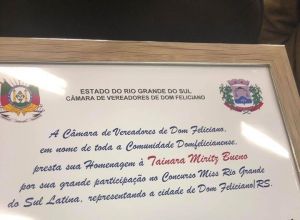 ESTADO DO RIO GRANDE DO SUL
CÂMARA DE VEREADORES DE DOM FELICIANO
A Câmara de Vereadores de Dom Feliciano,
em nome de toda a Comunidade Domfelicianense,
presta sua Homenagem à Tainara Miritz Bueno
por sua grande participação no Concurso Miss Rio Grande
do Sul Latina, representando a cidade de Dom Feliciano/RS.